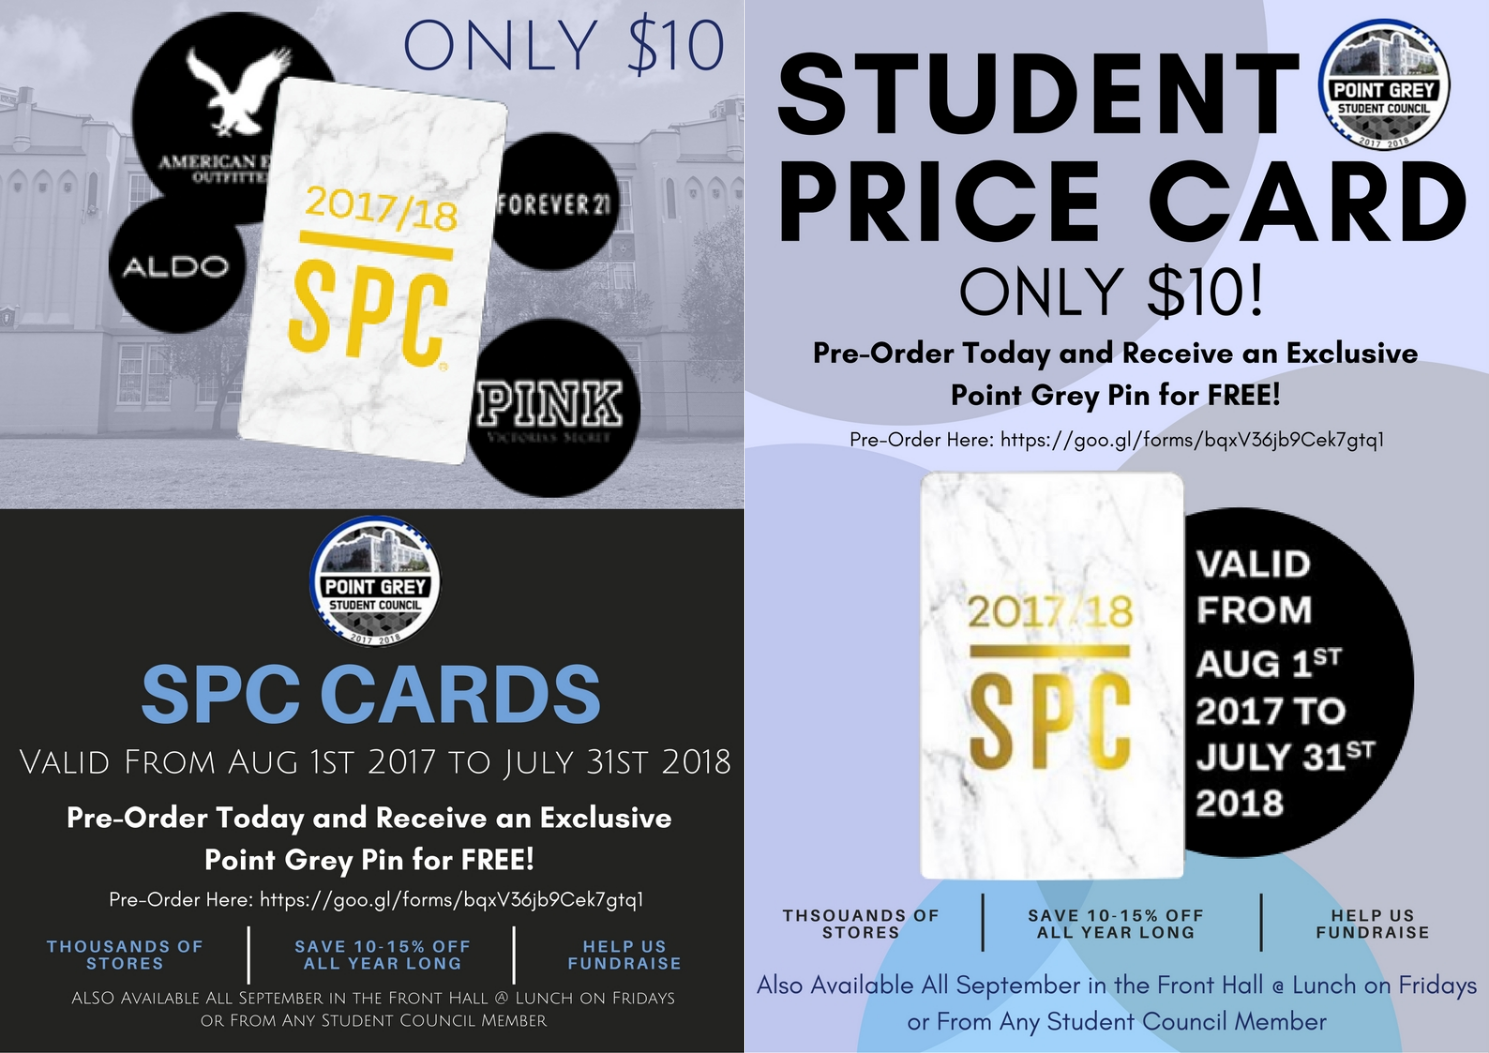 ONLY $10
AMERICAN E
OUTFITTE
FOREVER 21
ALDO
2017/18
SPC
PINK
VICTORIA'S SECRET
POINT GREY
STUDENT COUNCIL
2017 2018
SPC CARDS
VALID FROM AUG 1ST 2017 TO JULY 31ST 2018
Pre-Order Today and Receive an Exclusive
Point Grey Pin for FREE!
Pre-Order Here: https://goo.gl/forms/bqxV36jb9Cek7gtq1
THOUSANDS OF
STORES
SAVE 10-15% OFF
ALL YEAR LONG
HELP US
FUNDRAISE
ALSO AVAILABLE ALL SEPTEMBER IN THE FRONT HALL @ LUNCH ON FRIDAYS
OR FROM ANY STUDENT COUNCIL MEMBER
STUDENT
PRICE CARD
POINT GREY
STUDENT COUNCIL
2017 2018
ONLY $10!
Pre-Order Today and Receive an Exclusive
Point Grey Pin for FREE!
Pre-Order Here: https://goo.gl/forms/bqxV36jb9Cek7gtq1
2017/18
SPC
VALID
FROM
AUG 1ST
2017 TO
JULY 31ST
2018
THSOUANDS OF
STORES
SAVE 10-15% OFF
ALL YEAR LONG
HELP US
FUNDRAISE
Also Available All September in the Front Hall @ Lunch on Fridays
or From Any Student Council Member